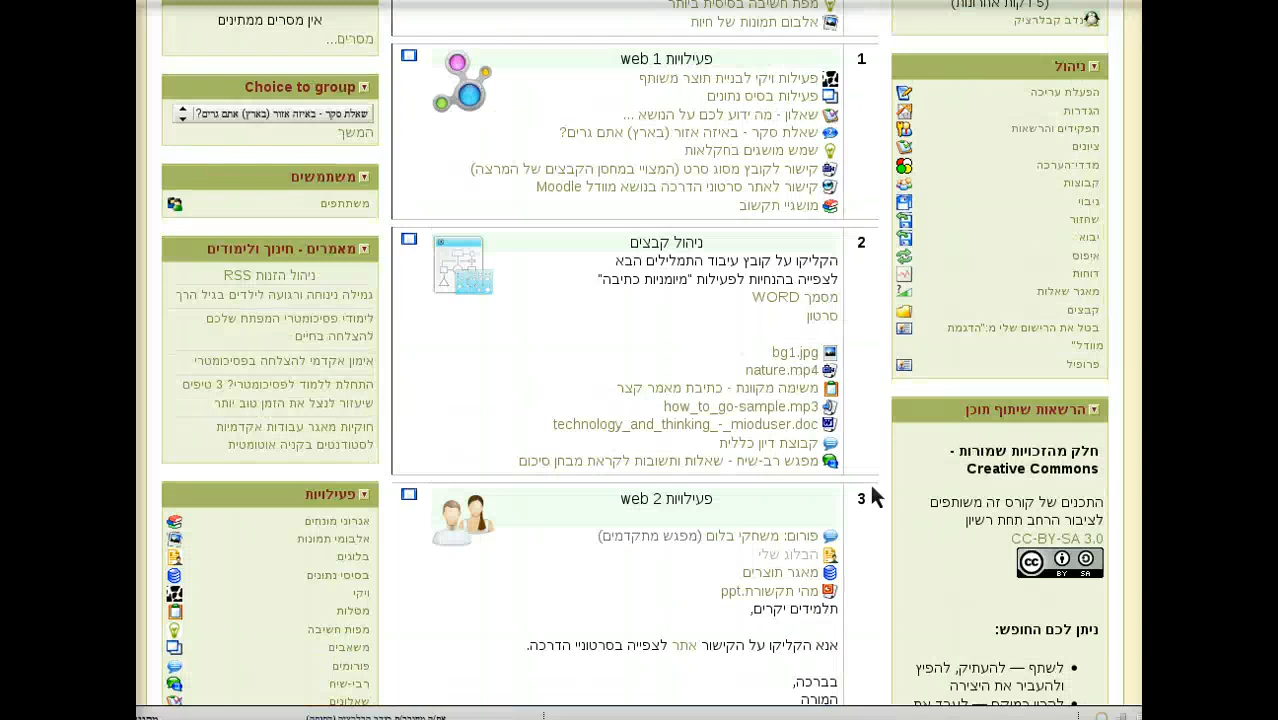 (5 דקות אחרונות)
נדב קבלרציק
ניהול
הפעלת עריכה
הגדרות
תפקידים והרשאות
ציונים
מדדי־הערכה
קבוצות
גיבוי
שחזור
יבוא
איפוס
דוחות
מאגר שאלות
קבצים
בטל את הרישום שלי מ:"הדגמת
מוודל"
פרופיל
הרשאות שיתוף תוכן
חלק מהזכויות שמורות -
Creative Commons
התכנים של קורס זה משותפים
לציבור הרחב תחת רשיון
CC-BY-SA 3.0
cc BY SA
ניתן לכם החופש:
לשתף — להעתיק, להפיץ
ולהעביר את היצירה
מפת חשיבה בסיסית ביותר
אלבום תמונות של חיות
1
פעילויות web 1
פעילות ויקי לבניית תוצר משותף
פעילות בסיס נתונים
שאלון - מה ידוע לכם על הנושא ...
שאלת סקר - באיזה אזור (בארץ) אתם גרים?
שמש מושגים בחקלאות
קישור לקובץ מסוג סרט (המצויי במחסן הקבצים של המרצה)
קישור לאתר סרטוני הדרכה בנושא מוודל Moodle
מושגיי תקשוב
2
ניהול קבצים
הקליקו על קובץ עיבוד התמלילים הבא
לצפייה בהנחיות לפעילות "מיומניות כתיבה"
מסמך WORD
סרטון
bg1.jpg
nature.mp4
משימה מקוונת - כתיבת מאמר קצר
how_to_go-sample.mp3
technology_and_thinking_-_mioduser.doc
קבוצת דיון כללית
מפגש רב-שיח - שאלות ותשובות לקראת מבחן סיכום
3
פעילויות web 2
פורום: משחקי בלום (מפגש מתקדמים)
הבלוג שלי
מאגר תוצרים
מהי תקשורת.ppt
תלמידים יקרים,
אנא הקליקו על הקישור אתר לצפייה בסרטוניי הדרכה.
בברכה,
המורה
אין מסרים ממתינים
מסרים...
Choice to group
שאלת סקר - באיזה אזור (בארץ) אתם גרים?
המשך
משתמשים
משתתפים
מאמרים - חינוך ולימודים
ניהול הזנות RSS
גמילה נינוחה ורגועה לילדים בגיל הרך
לימודי פסיכומטרי המפתח שלכם
להצלחה בחיים
אימון אקדמי להצלחה בפסיכומטרי
התחלת ללמוד לפסיכומטרי? 3 טיפים
שיעזור לנצל את הזמן טוב יותר
חוקיות מאגר עבודות אקדמיות
לסטודנטים בקניה אוטומטית
פעילויות
אגרוני מונחים
אלבומי תמונות
בלוגים
בסיסי נתונים
ויקי
מטלות
מפות חשיבה
משאבים
פורומים
רבי-שיח
שאלונים